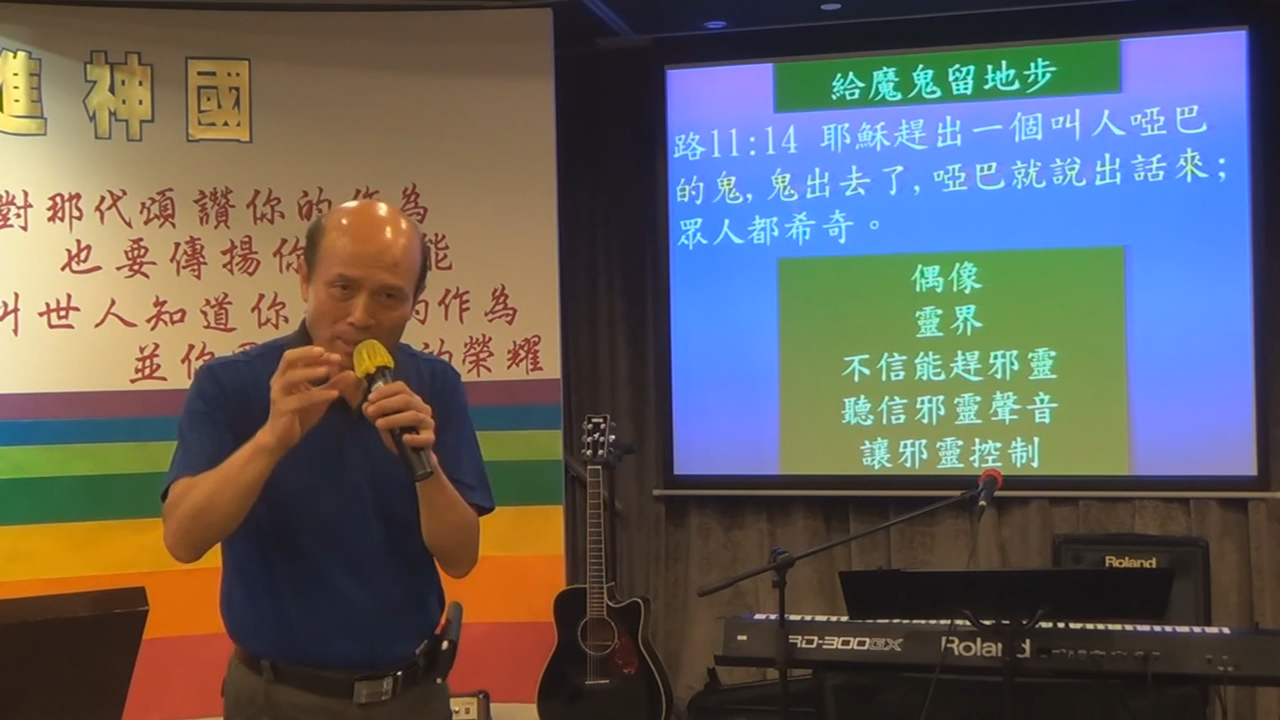 進神國
對那代頌讚你的作為
也要傳揚你 能
叫世人知道你 的作為
並你 的榮耀
給魔鬼留地步
路11:14 耶穌趕出一個叫人啞巴
的鬼,鬼出去了,啞巴就說出話來;
眾人都希奇。
偶像
靈界
不信能趕邪靈
聽信邪靈聲音
讓邪靈控制
Roland
RD-300GX Roland